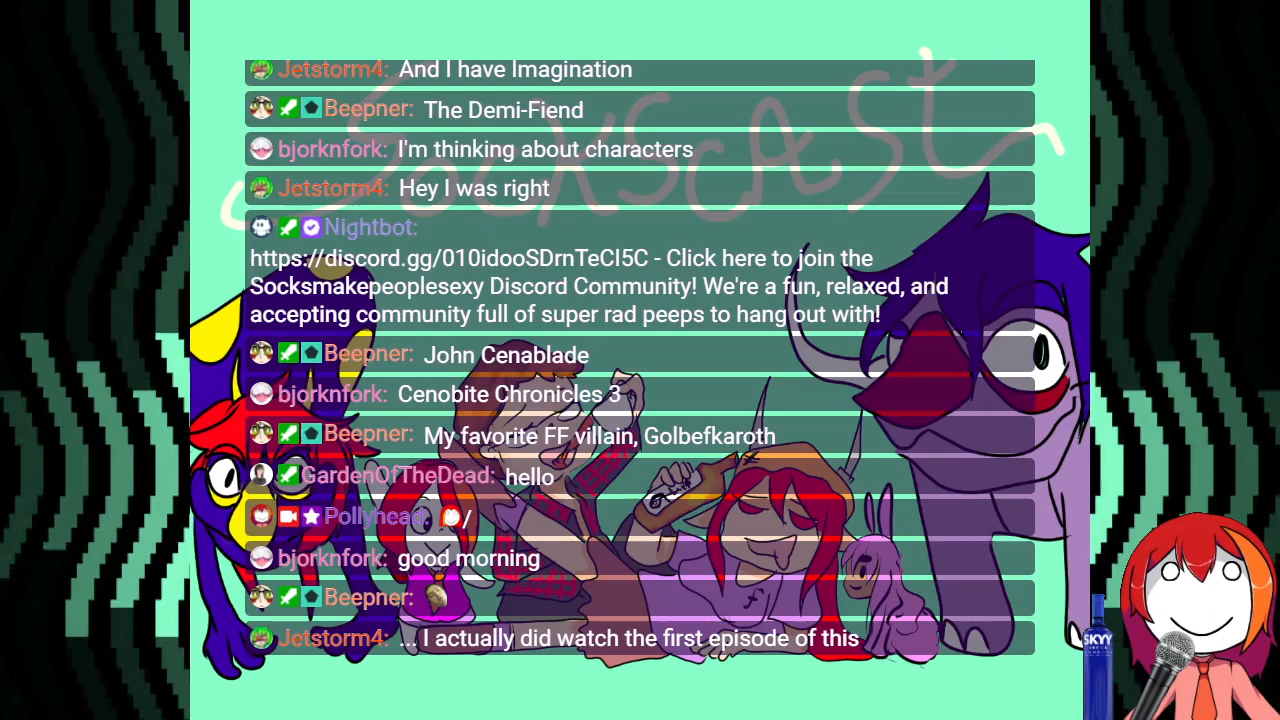 SocksCASt
Jetstorm4: And I have Imagination
Beepner: The Demi-Fiend
bjorknfork: I'm thinking about characters
Jetstorm4: Hey I was right
Nightbot:
https://discord.gg/010idooSDrnTeCI5C - Click here to join the
Socksmakepeoplesexy Discord Community! We're a fun, relaxed, and
accepting community full of super rad peeps to hang out with!
Beepner: John Cenablade
bjorknfork: Cenobite Chronicles 3
Beepner: My favorite FF villain, Golbefkaroth
GardenOfTheDead: hello
Pollyhead: /
bjorknfork: good morning
Beepner:
Jetstorm4: ... I actually did watch the first episode of this
SKYY